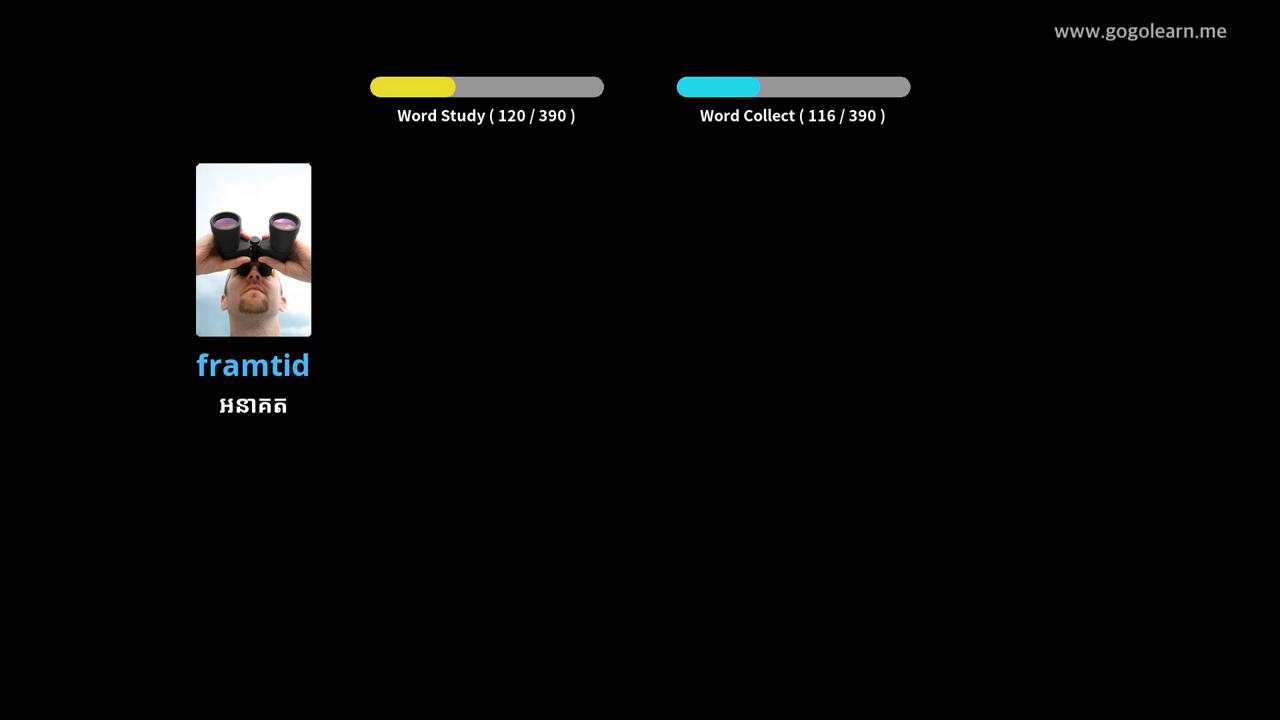 www.gogolearn.me
Word Study ( 120 / 390 )
Word Collect ( 116 / 390 )
framtid
អនាគត